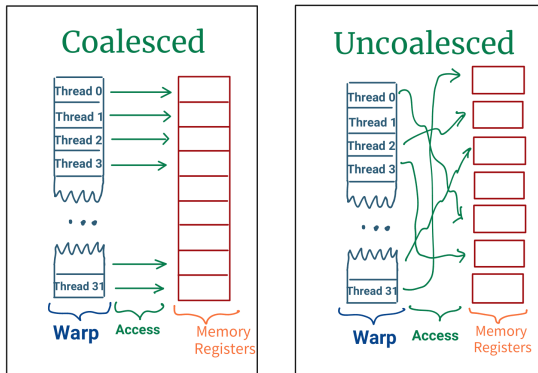 Coalesced
Thread 0
Thread 1
Thread 2
Thread 3
...
Thread 31
Warp
Access
Memory
Registers
Uncoalesced
Thread 0
Thread 1
Thread 2
Thread 3
...
Thread 31
Warp
Access
Memory
Registers